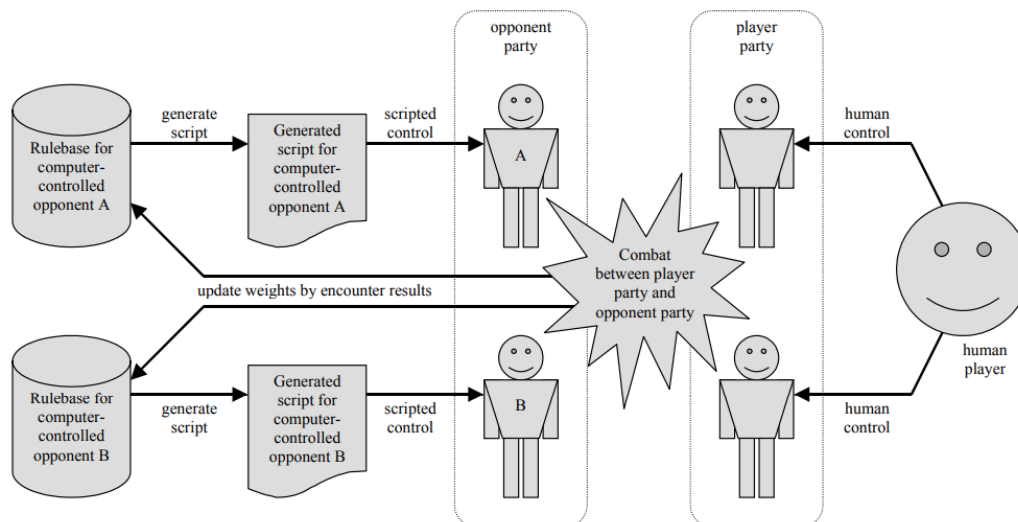 opponent
party
player
party
generate
script
scripted
control
human
control
Rulebase for
computer-
controlled
opponent A
Generated
script for
computer-
controlled
opponent A
A
Combat
between player
party and
opponent party
update weights by encounter results
human
player
Rulebase for
computer-
controlled
opponent B
generate
script
Generated
script for
computer-
controlled
opponent B
scripted
control
B
human
control